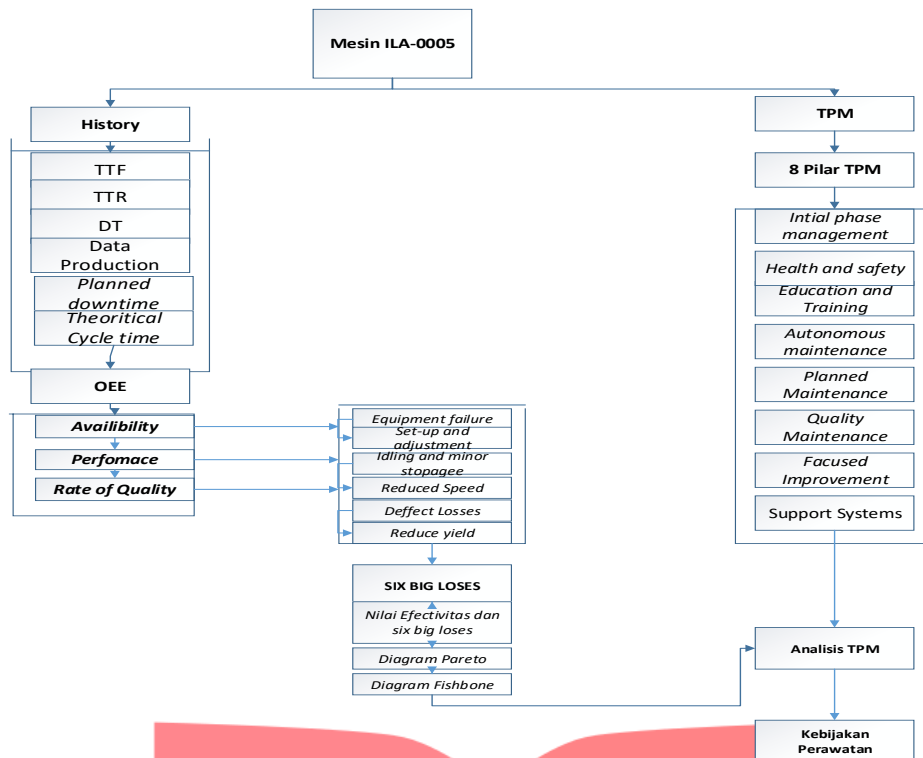 Mesin ILA-0005
History
TTF
TTR
DT
Data
Production
Planned
downtime
Theoritical
Cycle time
OEE
Availibility
Perfomace
Rate of Quality
Equipment failure
Set-up and
adjustment
Idling and minor
stopagee
Reduced Speed
Deffect Losses
Reduce yield
SIX BIG LOSES
Nilai Efectivitas dan
six big loses
Diagram Pareto
Diagram Fishbone
TPM
8 Pilar TPM
Intial phase
management
Health and safety
Education and
Training
Autonomous
maintenance
Planned
Maintenance
Quality
Maintenance
Facused
Improvement
Support Systems
Analisis TPM
Kebijakan
Perawatan